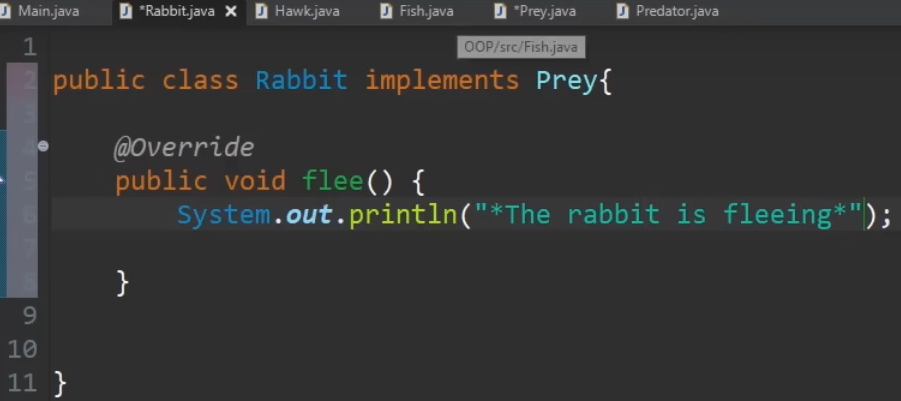 Main.java *Rabbit.java Hawk.java Fish.java *Prey.java Predator.java
OOP/src/Fish.java
1
2 public class Rabbit implements Prey{
3
4 @Override
5 public void flee() {
6 System.out.println("*The rabbit is fleeing*");
7
8 }
9
10
11 }